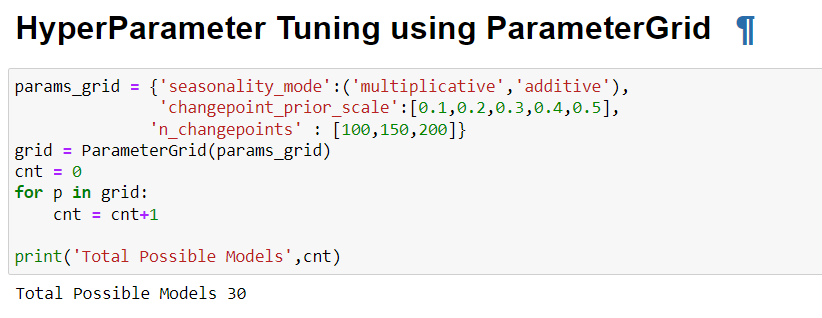 HyperParameter Tuning using ParameterGrid ¶
params_grid = {'seasonality_mode':('multiplicative','additive'),
'changepoint_prior_scale':[0.1,0.2,0.3,0.4,0.5],
'n_changepoints' : [100,150,200]}
grid = ParameterGrid(params_grid)
cnt = 0
for p in grid:
cnt = cnt+1
print('Total Possible Models',cnt)
Total Possible Models 30